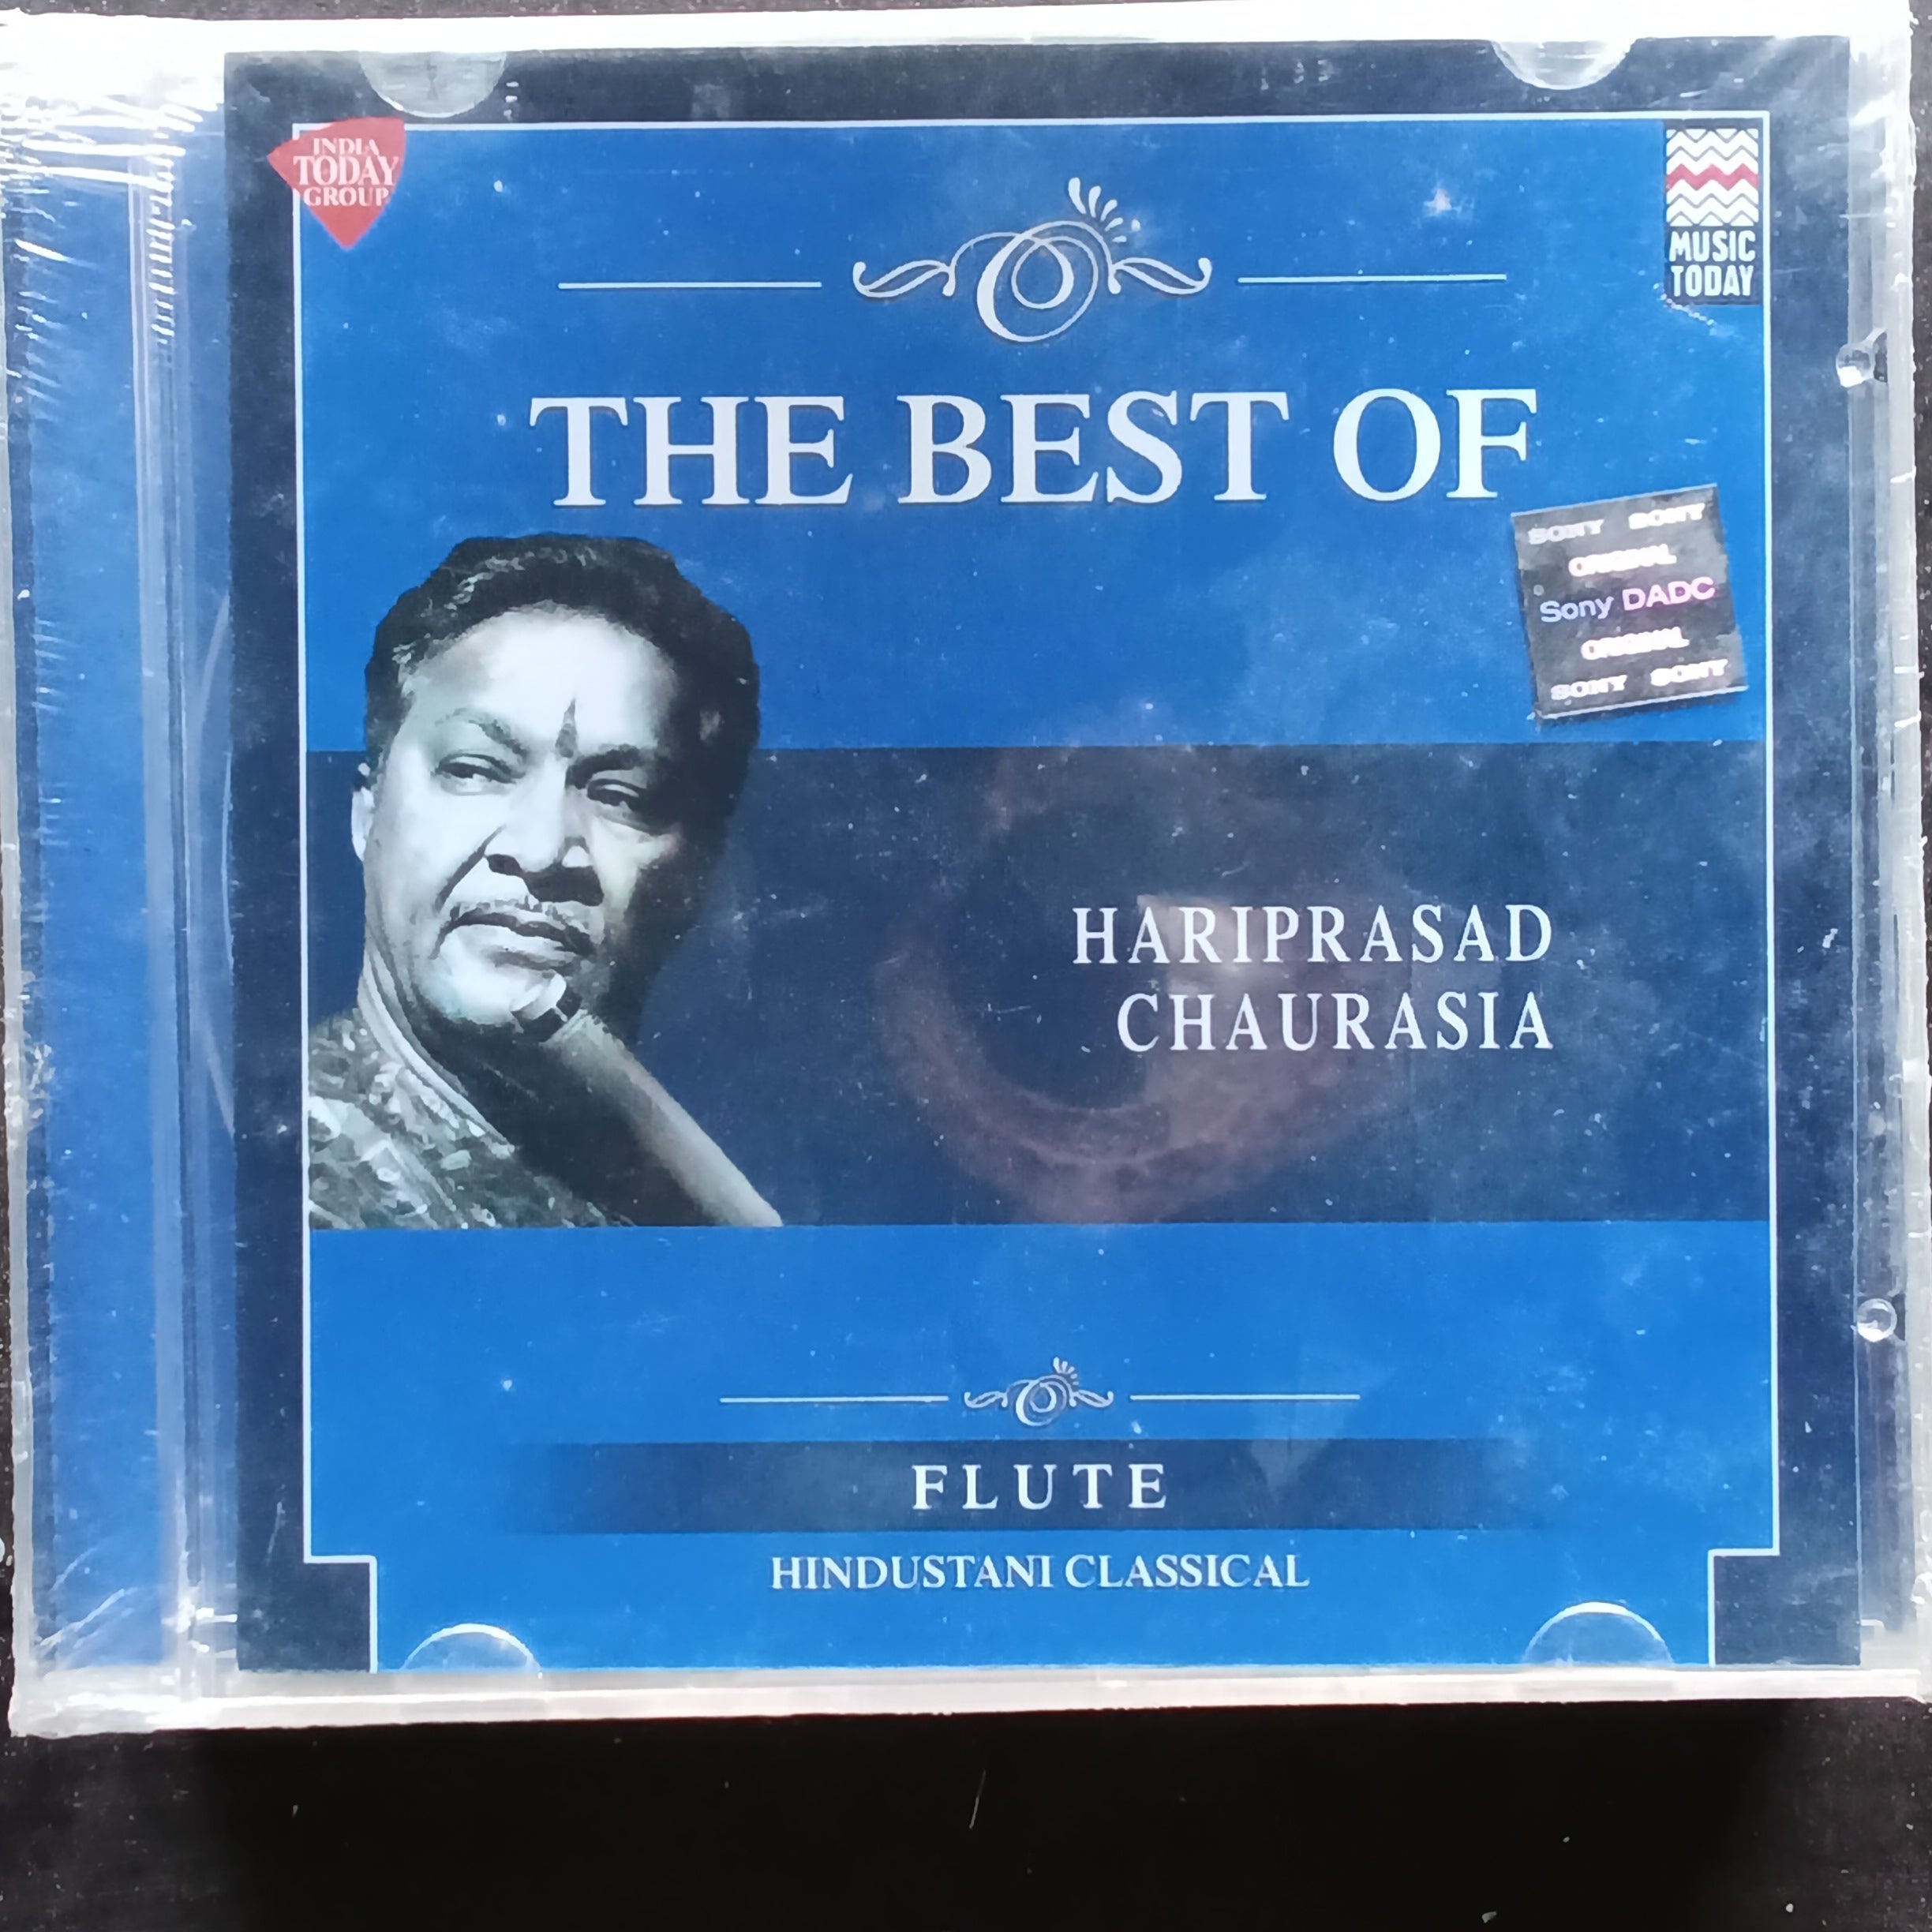 INDIA
TODAY
GROUP
MUSIC
TODAY
THE BEST OF
SONY SONY
ORIGINAL
Sony DADC
ORIGINAL
SONY SONY
HARIPRASAD
CHAURASIA
FLUTE
HINDUSTANI CLASSICAL